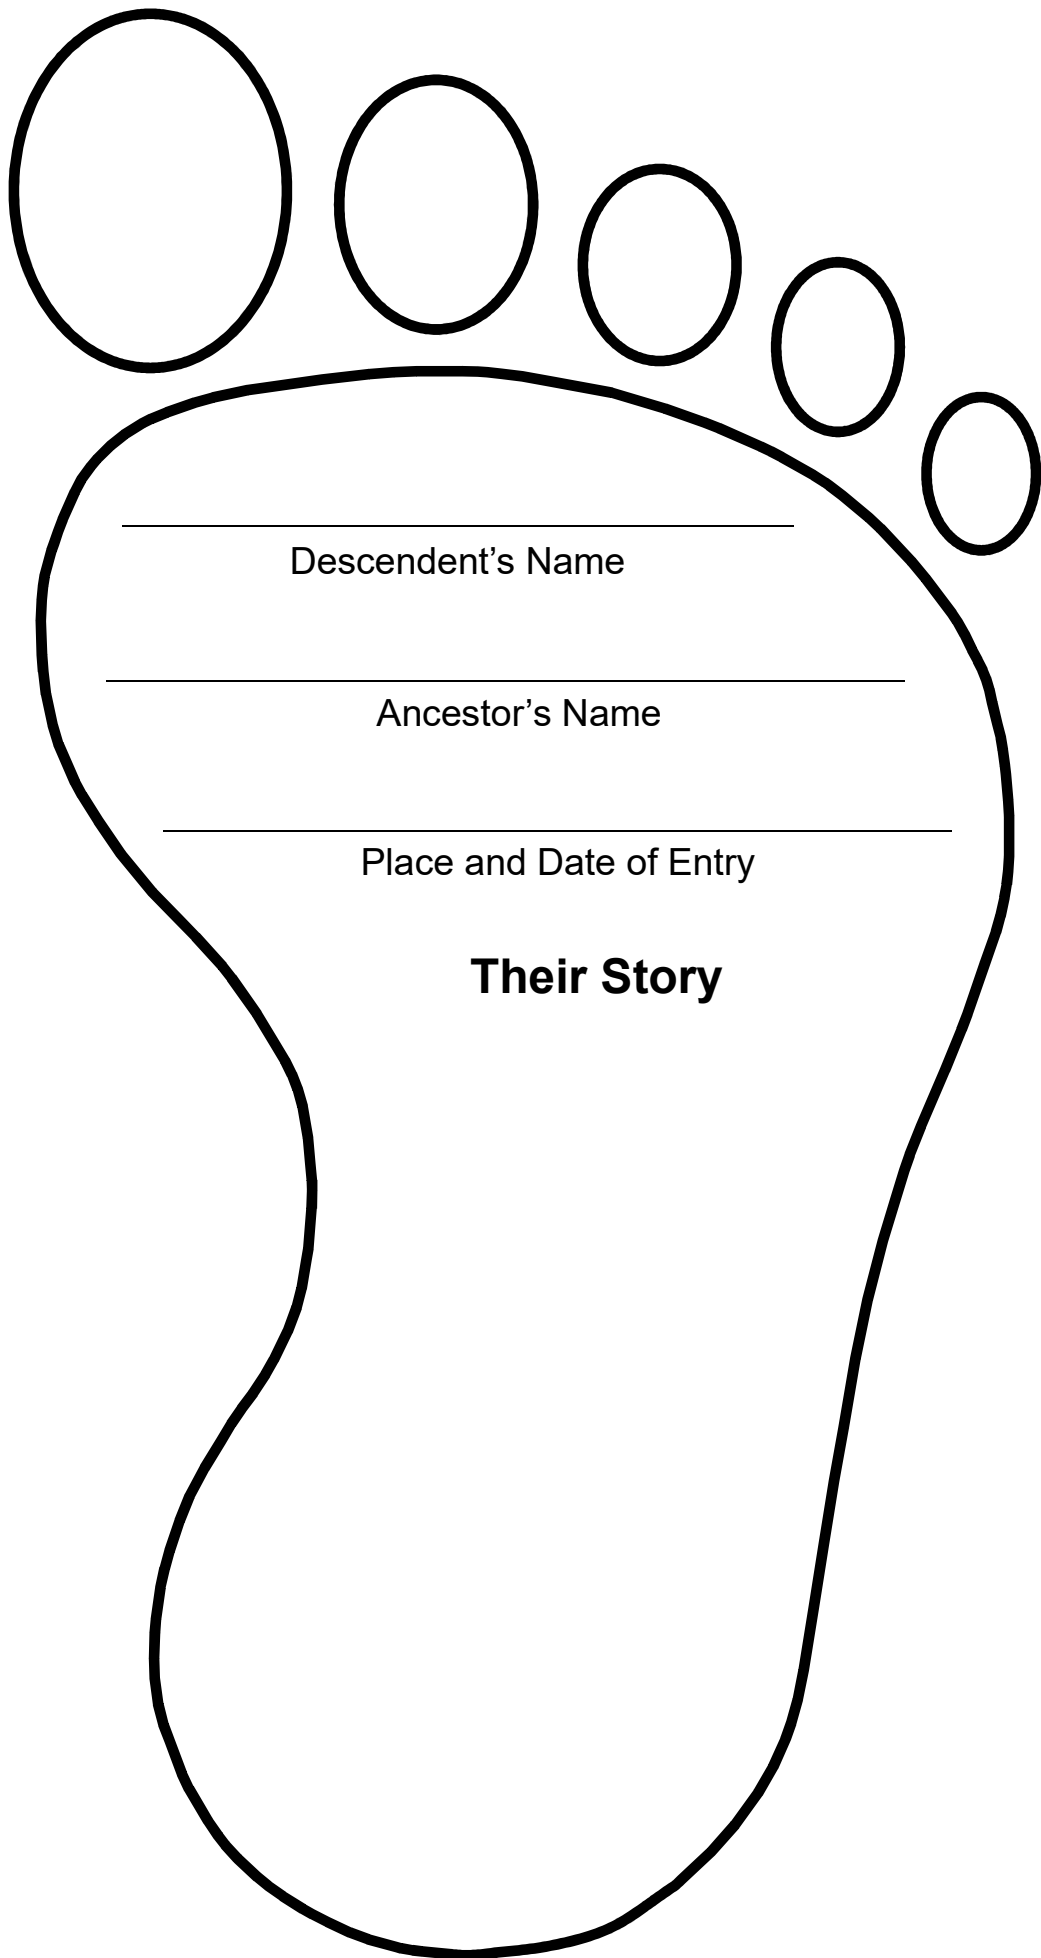 Descendent’s Name
Ancestor’s Name
Place and Date of Entry
Their Story